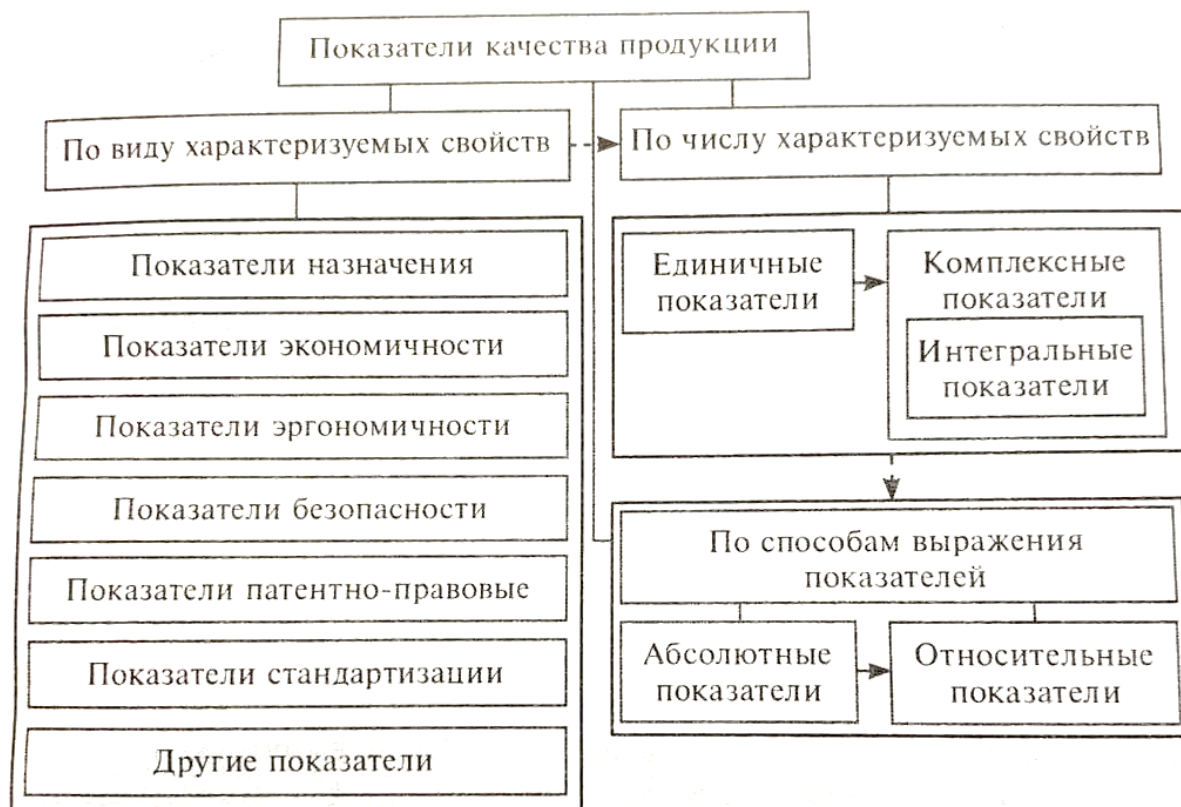 Показатели качества продукции
По виду характеризуемых свойств
По числу характеризуемых свойств
Показатели назначения
Показатели экономичности
Показатели эргономичности
Показатели безопасности
Показатели патентно-правовые
Показатели стандартизации
Другие показатели
Единичные
показатели
Комплексные
показатели
Интегральные
показатели
По способам выражения
показателей
Абсолютные
показатели
Относительные
показатели